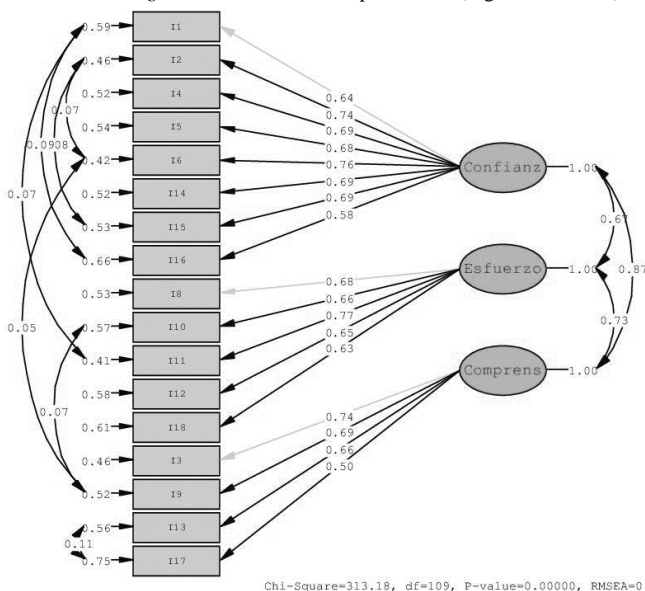 0.59 I1
0.46 I2
0.52 I4
0.07
0.54 I5
0.0908
0.42 I6
0.07
0.52 I14
0.53 I15
0.66 I16
0.53 I8
0.05
0.57 I10
0.41 I11
0.58 I12
0.07
0.61 I18
0.46 I3
0.52 I9
0.56 I13
0.11
0.75 I17
0.64
0.74
0.69
0.68
0.76
0.69
0.69
0.58
0.68
0.66
0.77
0.65
0.63
0.74
0.69
0.66
0.50
Confianz 1.00
0.67
Esfuerzo 1.00
0.87
0.73
Comprens 1.00
Chi-Square=313.18, df=109, P-value=0.00000, RMSEA=0